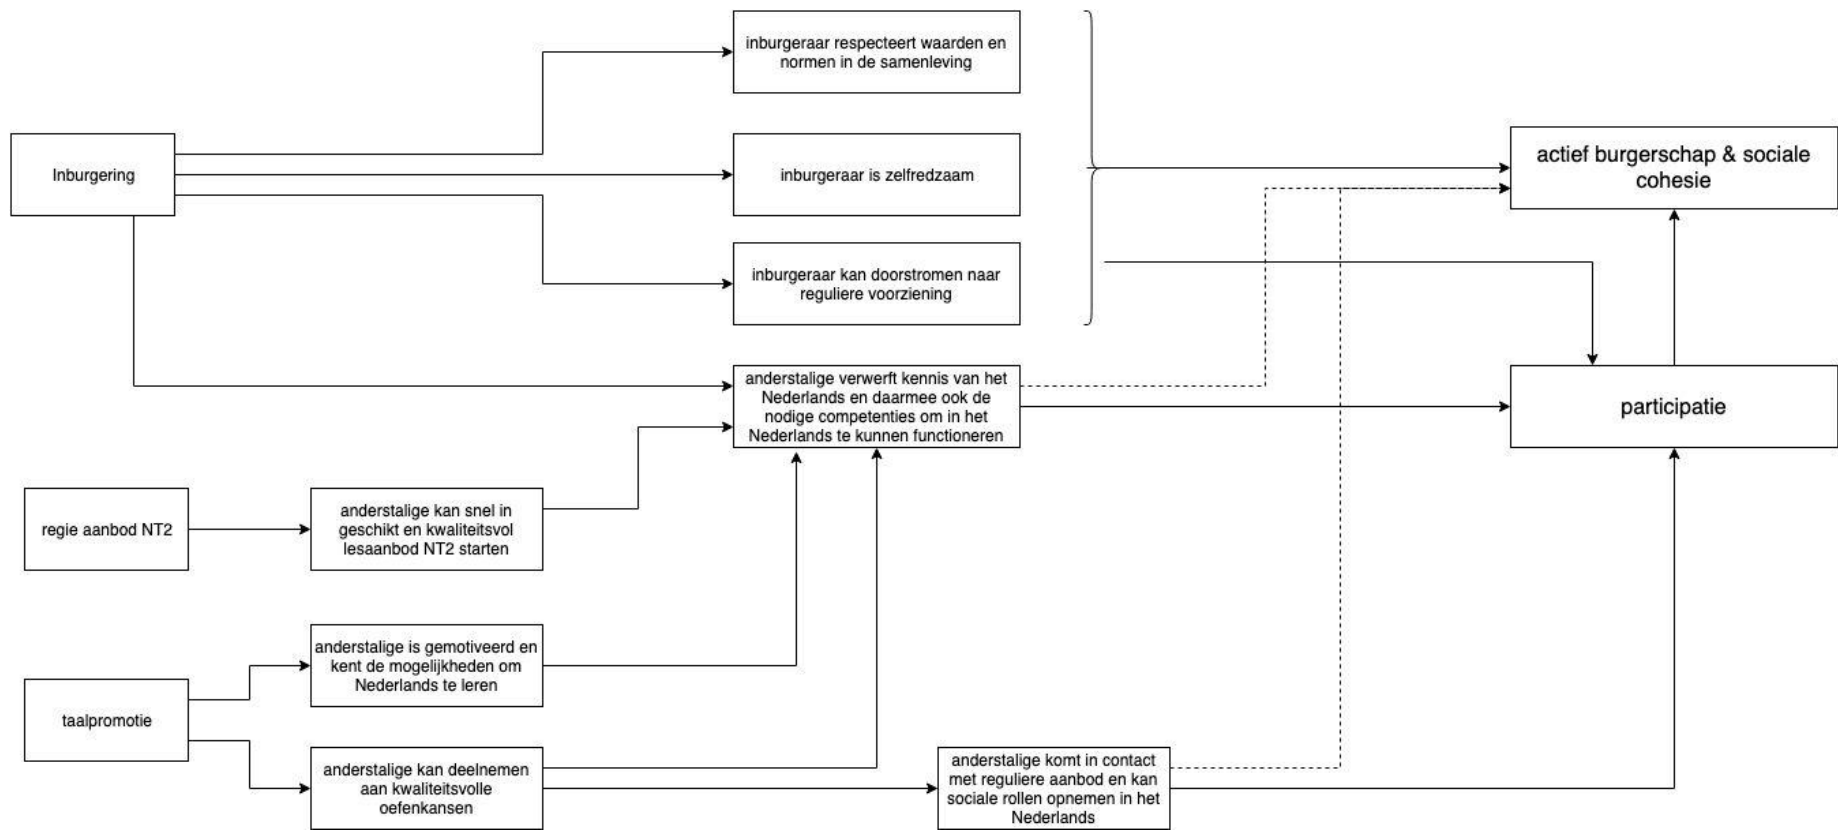 inburgeraar respecteert waarden en
normen in de samenleving
Inburgering
inburgeraar is zelfredzaam
actief burgerschap & sociale
cohesie
inburgeraar kan doorstromen naar
reguliere voorziening
anderstalige verwerft kennis van het
Nederlands en daarmee ook de
nodige competenties om in het
Nederlands te kunnen functioneren
participatie
regie aanbod NT2
anderstalige kan snel in
geschikt en kwaliteitsvol
lesaanbod NT2 starten
anderstalige is gemotiveerd en
kent de mogelijkheden om
Nederlands te leren
taalpromotie
anderstalige kan deelnemen
aan kwaliteitsvolle
oefenkansen
anderstalige komt in contact
met reguliere aanbod en kan
sociale rollen opnemen in het
Nederlands